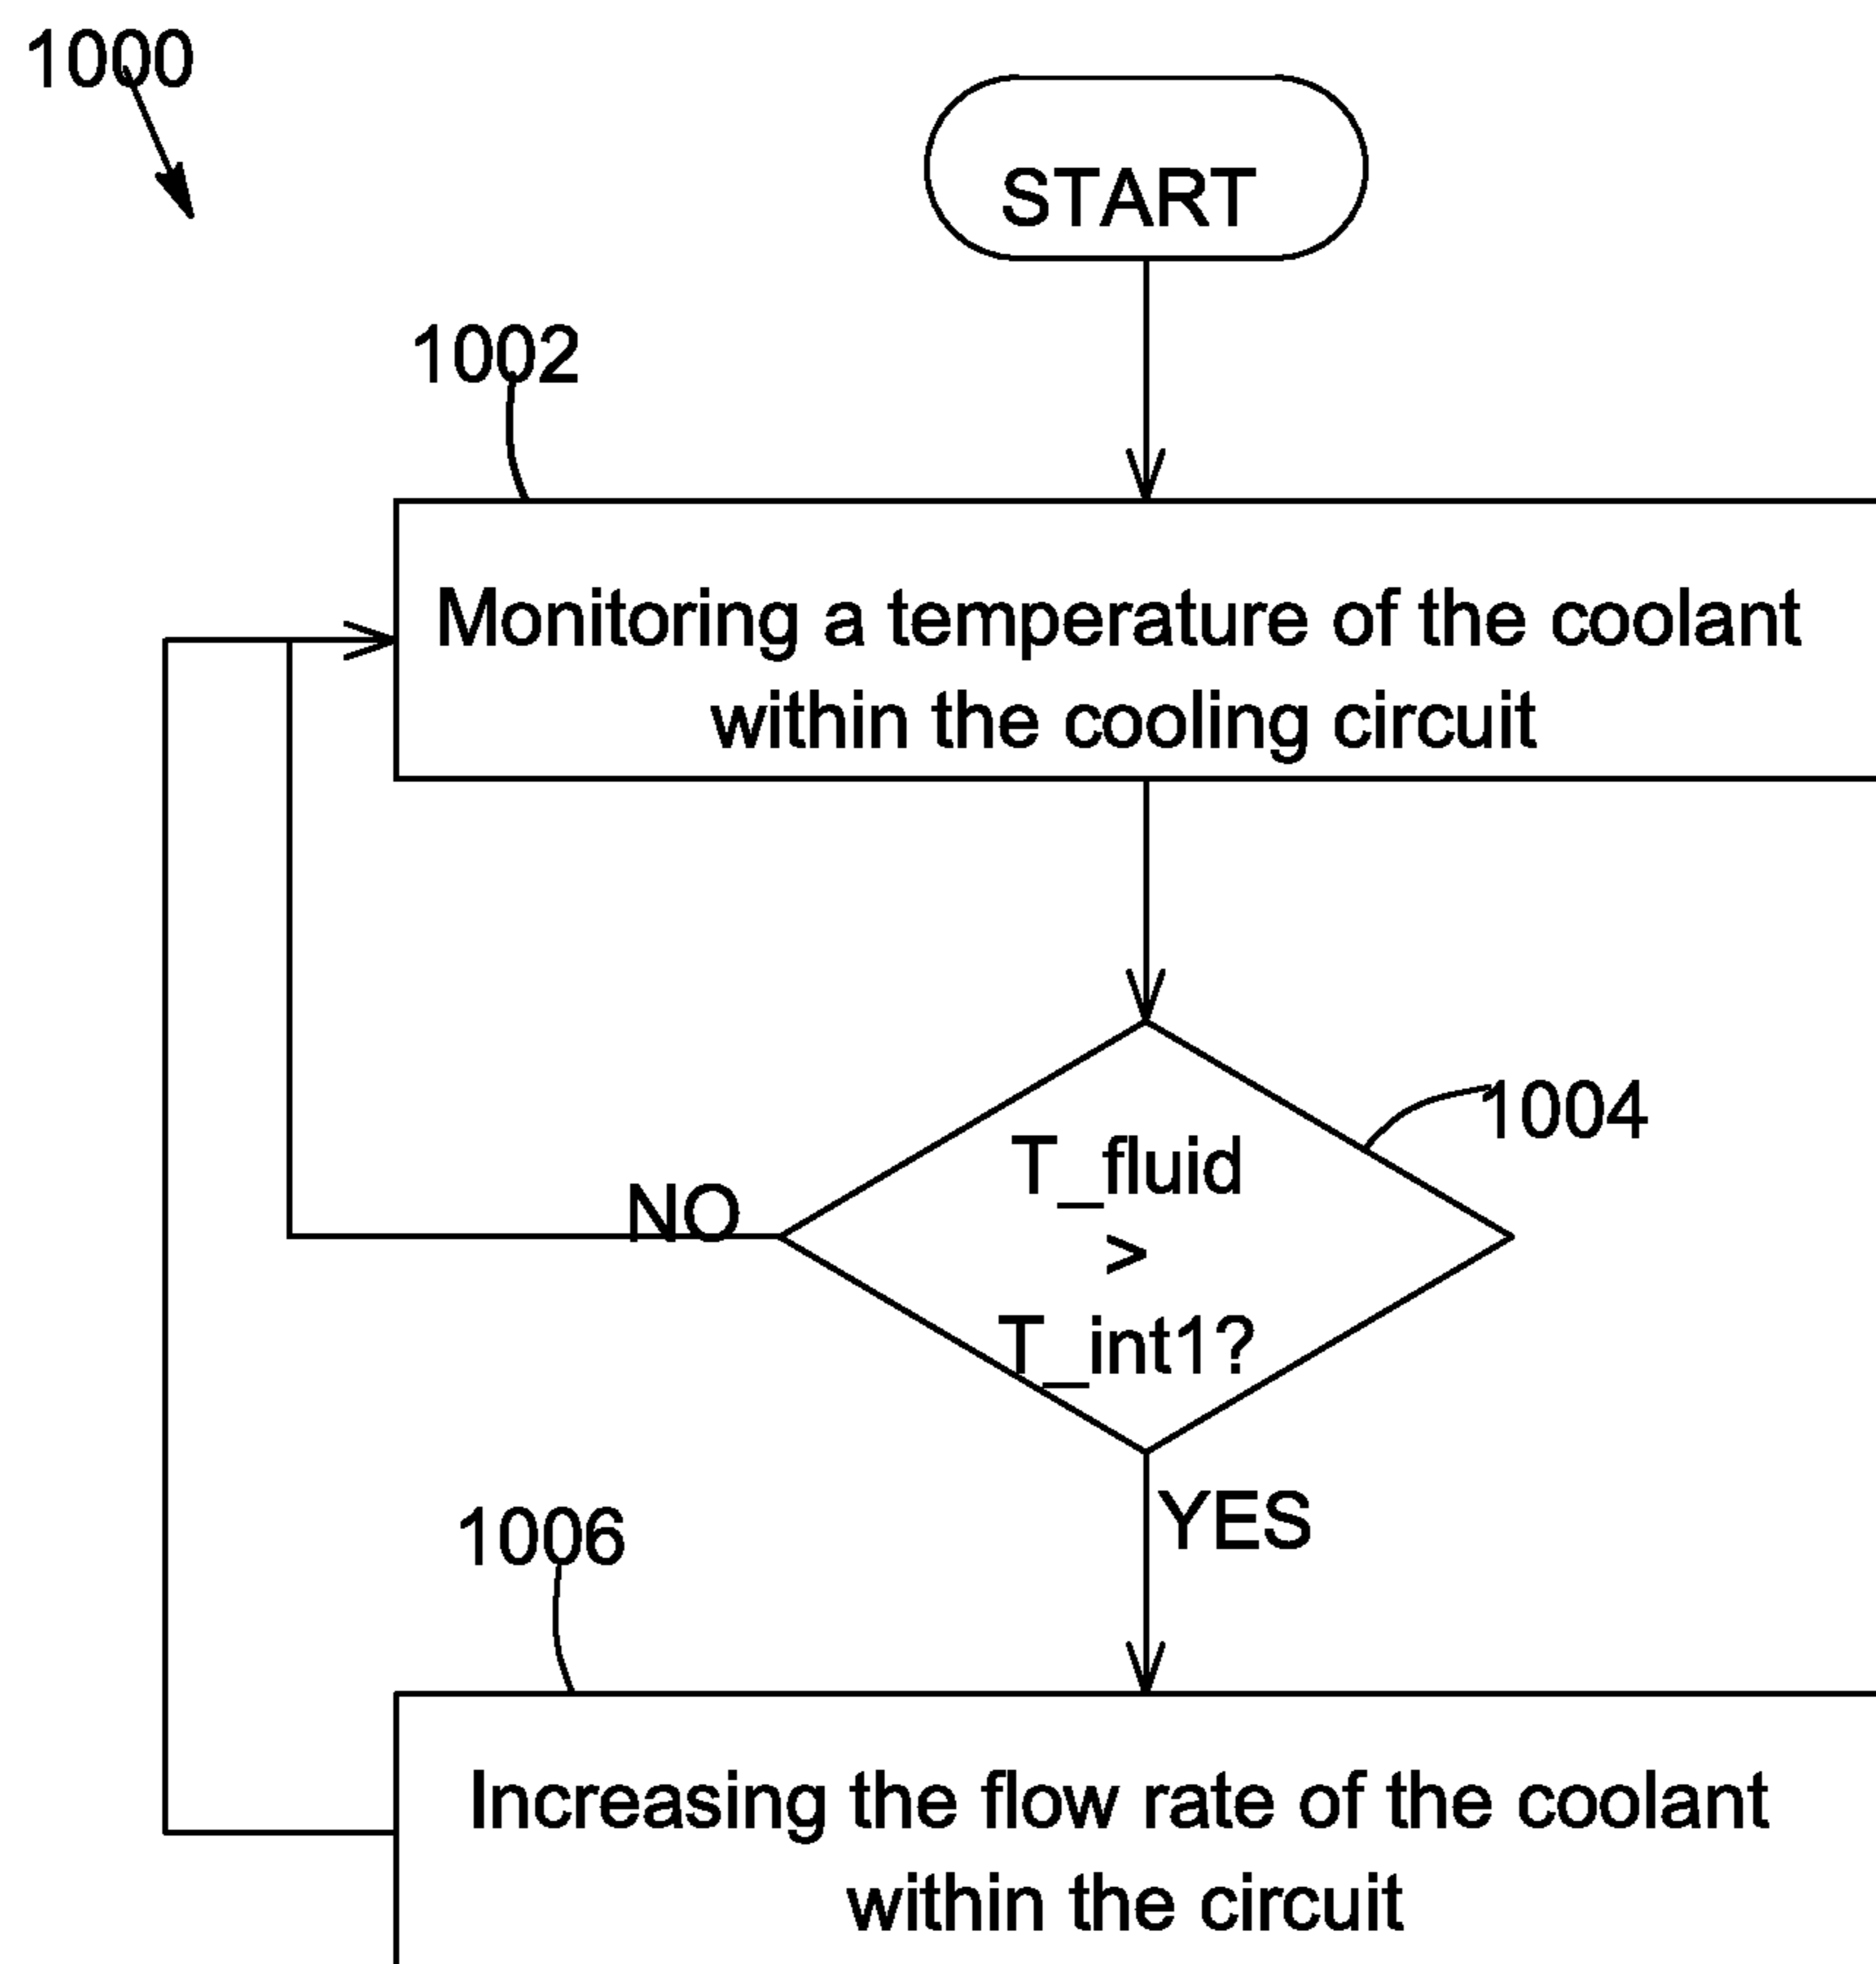 1000
START
1002
Monitoring a temperature of the coolant
within the cooling circuit
1004
T_fluid
>
T_int1?
NO
YES
1006
Increasing the flow rate of the coolant
within the circuit